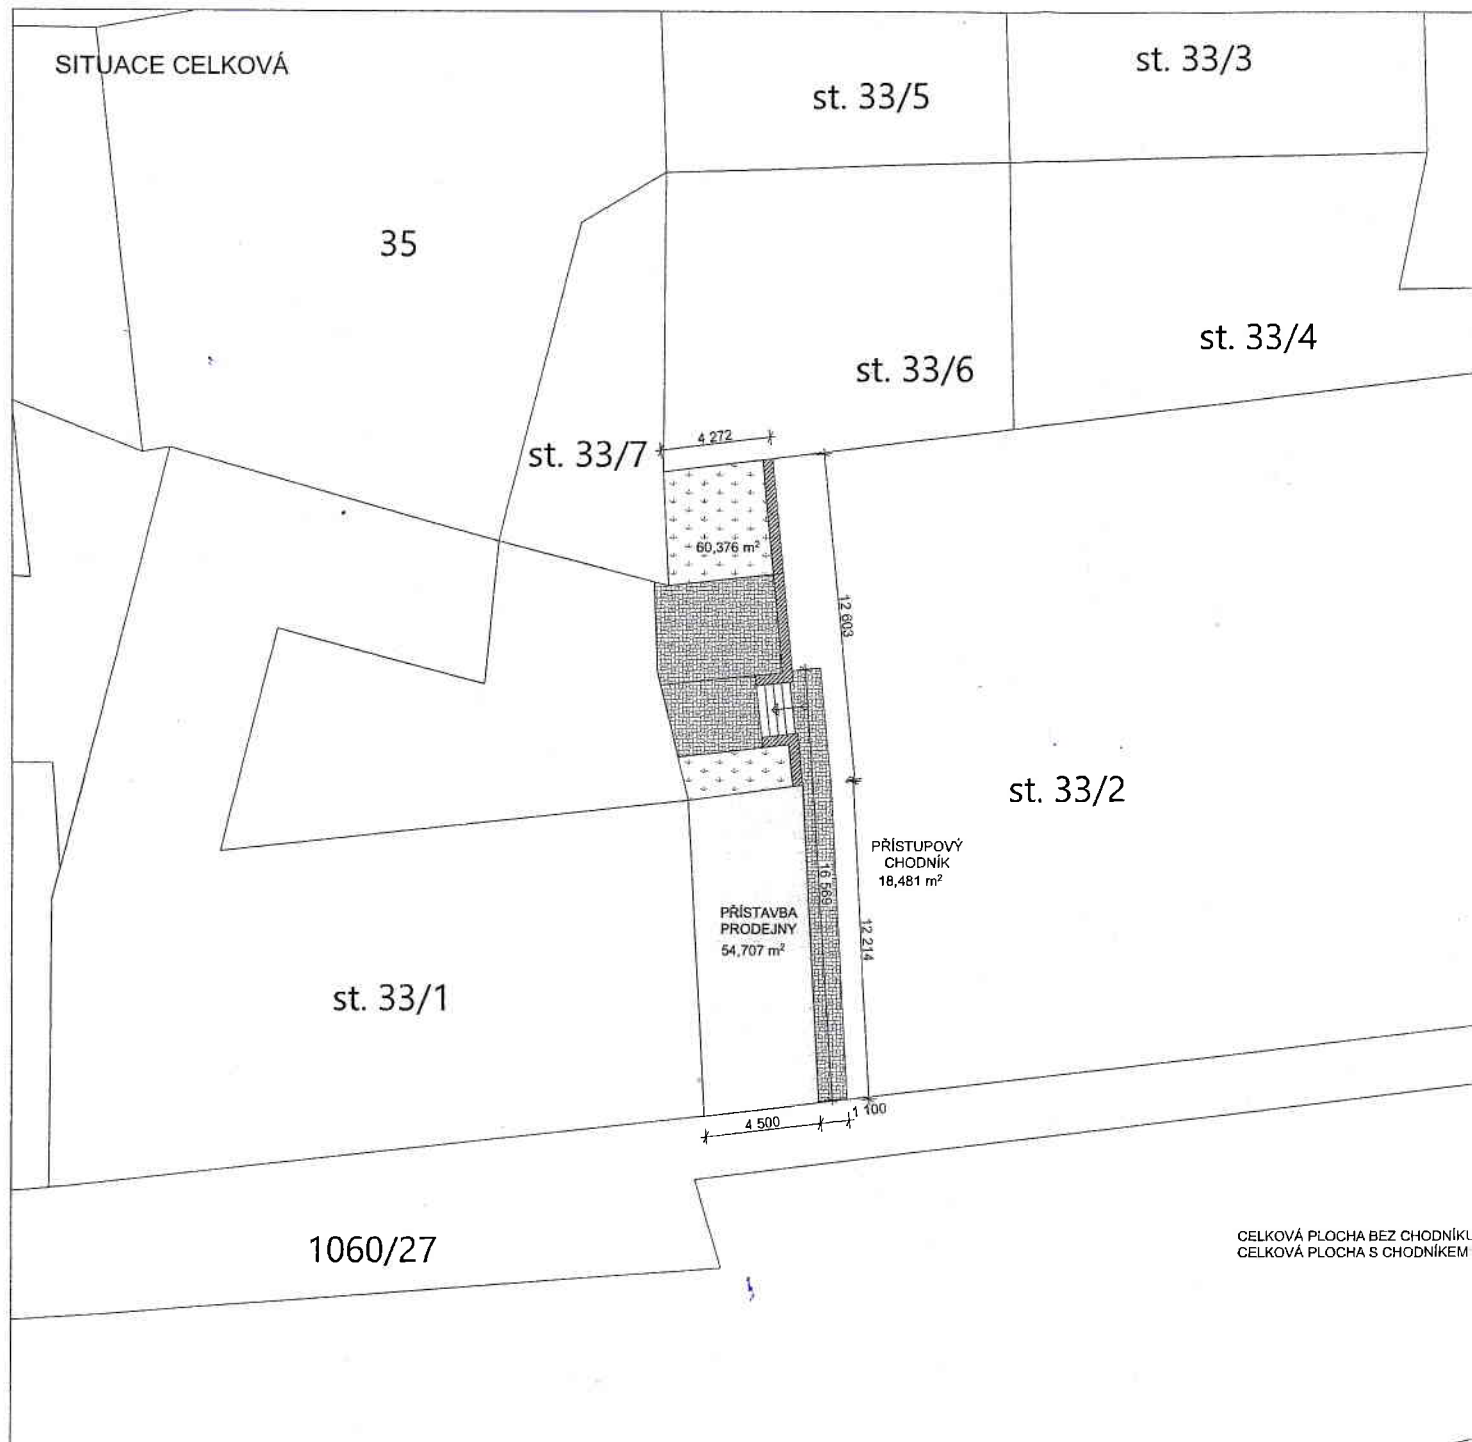 SITUACE CELKOVÁ
st. 33/3
st. 33/5
35
st. 33/4
st. 33/6
4 272
st. 33/7
60,376 m²
12 603
st. 33/2
PŘÍSTUPOVÝ
CHODNÍK
18,481 m²
16 569
PŘÍSTAVBA
PRODEJNY
54,707 m²
12 214
st. 33/1
1 100
4 500
1060/27
CELKOVÁ PLOCHA BEZ CHODNÍKU
CELKOVÁ PLOCHA S CHODNÍKEM